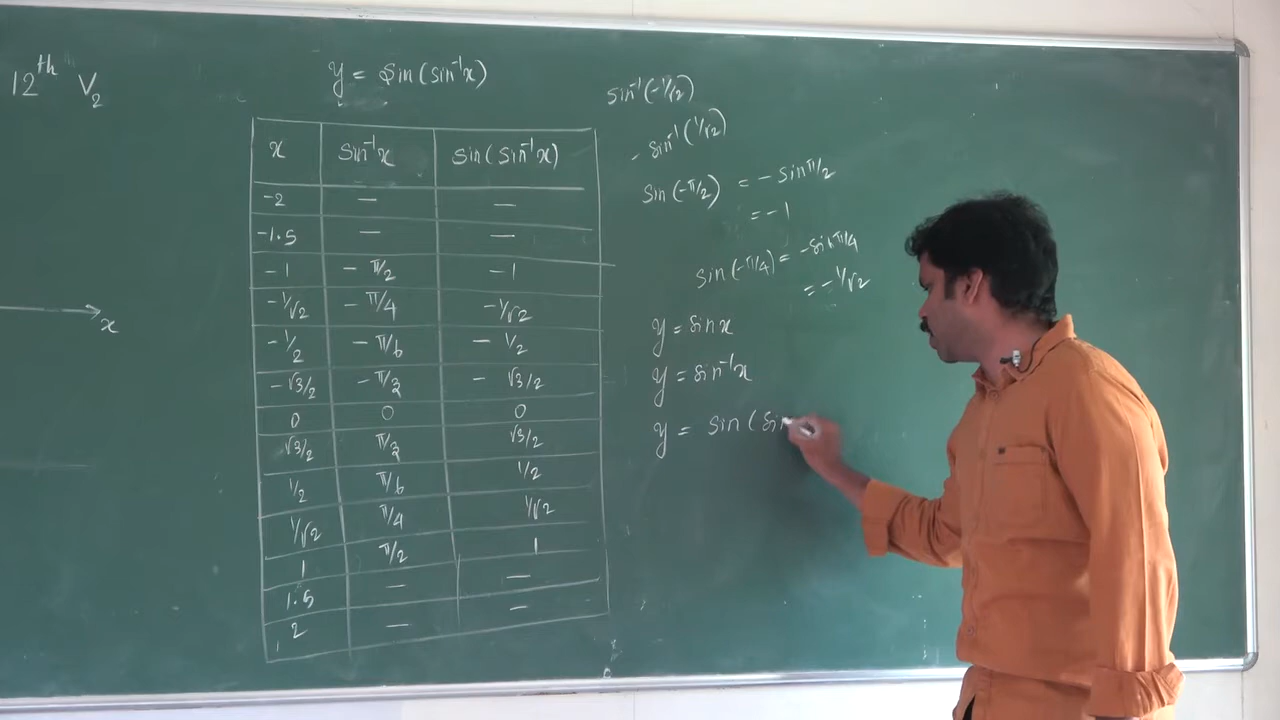 12th V₂
y = sin(sin⁻¹x)
x sin⁻¹x sin(sin⁻¹x)
-2 — —
-1.5 — —
-1 -π/2 -1
-1/√2 -π/4 -1/√2
-1/2 -π/6 -1/2
-√3/2 -π/3 -√3/2
0 0 0
√3/2 π/3 √3/2
1/2 π/6 1/2
1/√2 π/4 1/√2
1 π/2 1
1.5 — —
2 — —
x
sin⁻¹(-1/√2)
- sin⁻¹(1/√2)
sin(-π/2) = -sin π/2
= -1
sin(-π/4) = -sin π/4
= -1/√2
y = sin x
y = sin⁻¹x
y = sin(sin